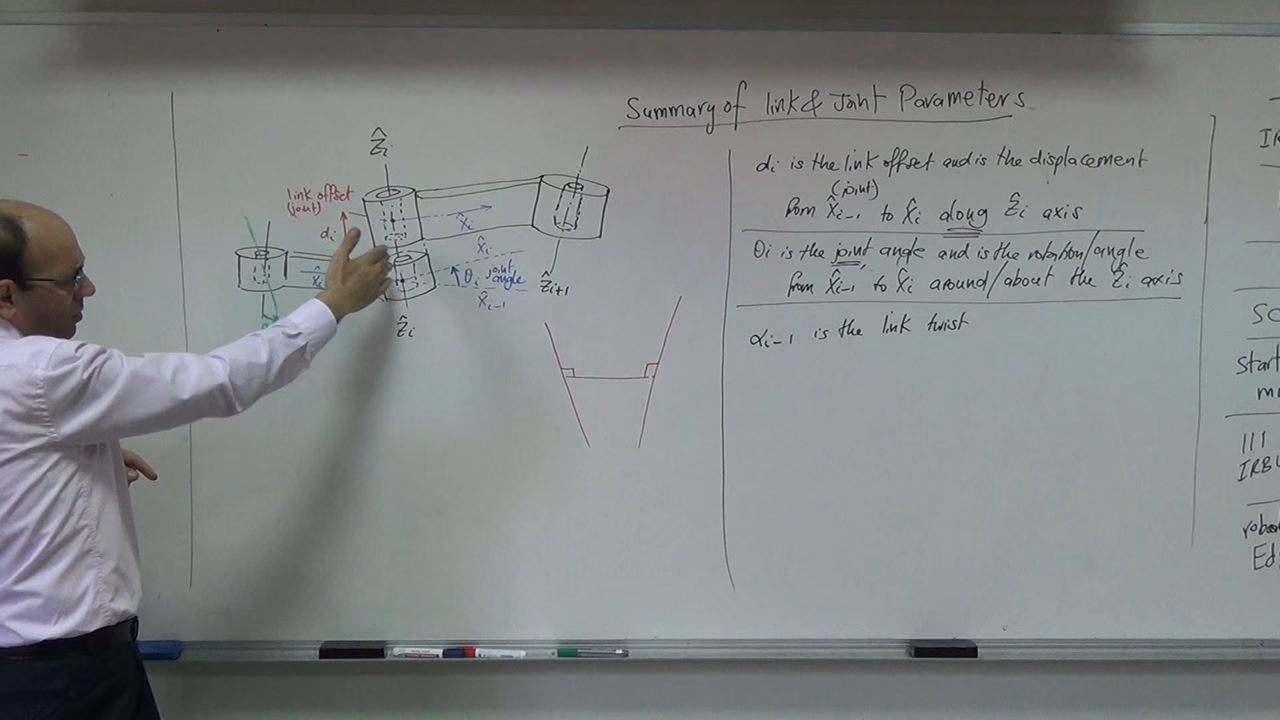 Summary of link & Joint Parameters
Ẑi
link offset
(joint)
di
X̂i
X̂i
θi joint
angle
X̂i-1
Ẑi+1
Ẑi
di is the link offset and is the displacement
(joint)
from X̂i-1 to X̂i along Ẑi axis
θi is the joint angle and is the rotation/angle
from X̂i-1 to X̂i around/about the Ẑi axis
αi-1 is the link twist
SC
Start
III